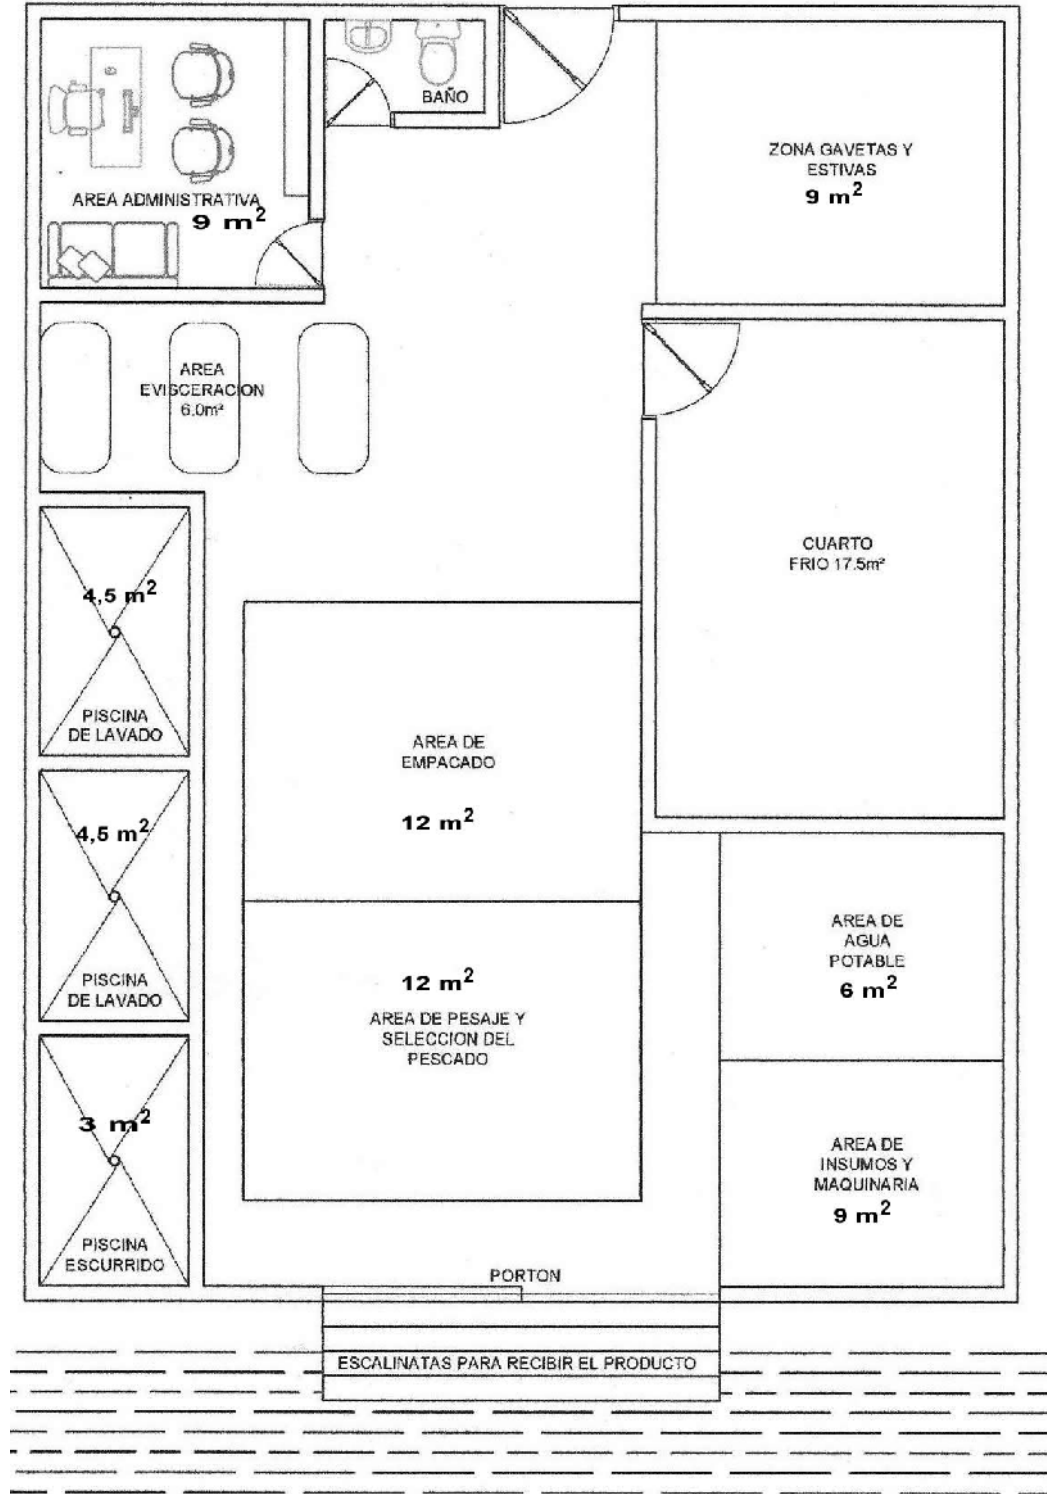 BAÑO
ZONA GAVETAS Y
ESTIVAS
9 m²
AREA ADMINISTRATIVA
9 m²
AREA
EVISCERACION
6.0m²
CUARTO
FRIO 17.5m²
4,5 m²
PISCINA
DE LAVADO
AREA DE
EMPACADO
12 m²
4,5 m²
PISCINA
DE LAVADO
12 m²
AREA DE PESAJE Y
SELECCION DEL
PESCADO
AREA DE
AGUA
POTABLE
6 m²
3 m²
PISCINA
ESCURRIDO
AREA DE
INSUMOS Y
MAQUINARIA
9 m²
PORTON
ESCALINATAS PARA RECIBIR EL PRODUCTO